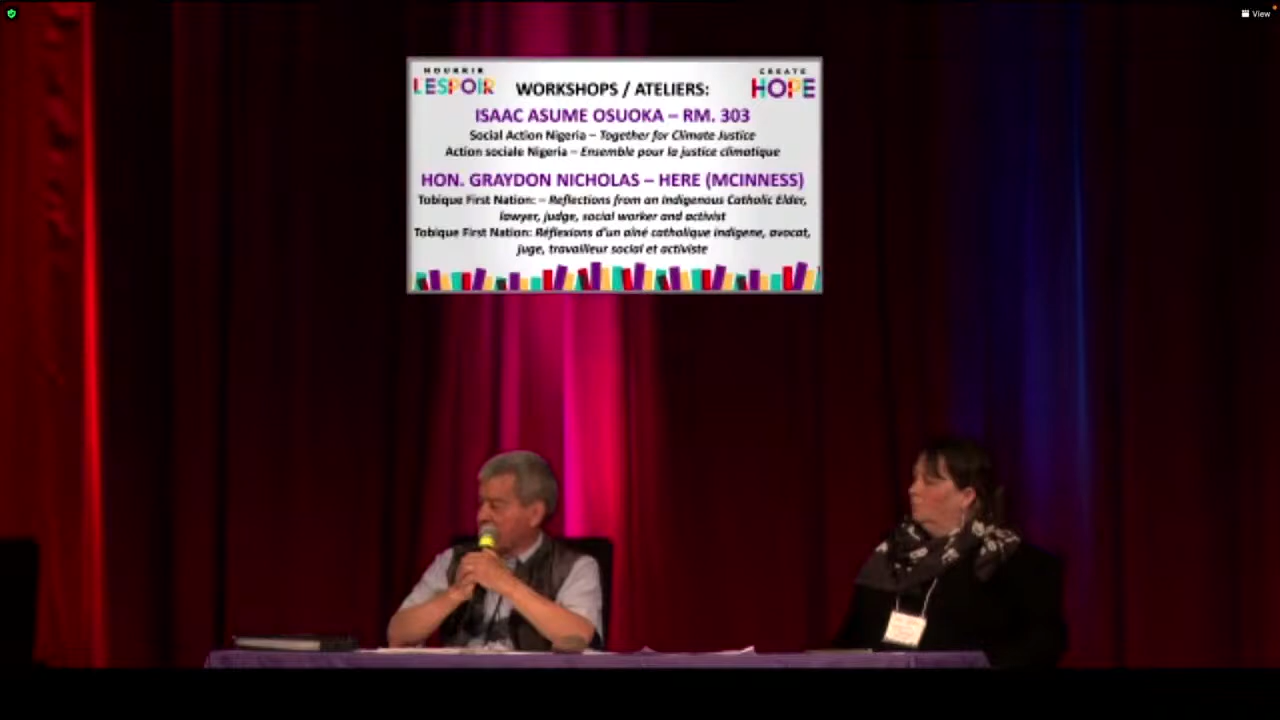 View
NOURRIR
L'ESPOIR
WORKSHOPS / ATELIERS:
CREATE
HOPE
ISAAC ASUME OSUOKA – RM. 303
Social Action Nigeria – Together for Climate Justice
Action sociale Nigeria – Ensemble pour la justice climatique
HON. GRAYDON NICHOLAS – HERE (MCINNESS)
Tobique First Nation: – Reflections from an Indigenous Catholic Elder,
lawyer, judge, social worker and activist
Tobique First Nation: Réflexions d'un aîné catholique indigene, avocat,
juge, travailleur social et activiste